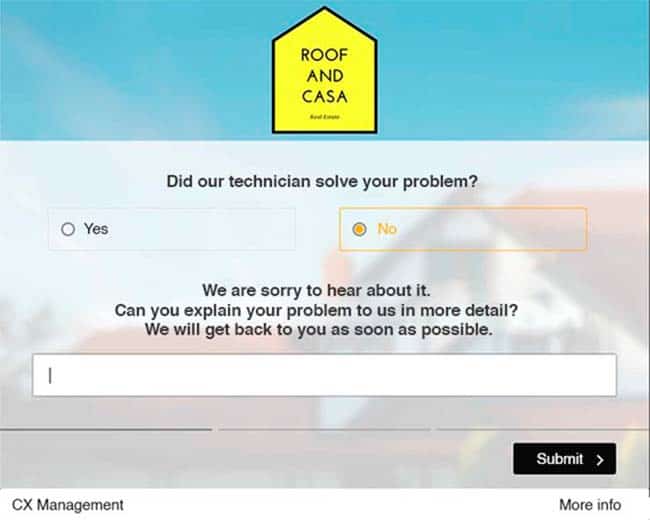 ROOF
AND
CASA
Real Estate
Did our technician solve your problem?
Yes
No
We are sorry to hear about it.
Can you explain your problem to us in more detail?
We will get back to you as soon as possible.
Submit
CX Management
More info